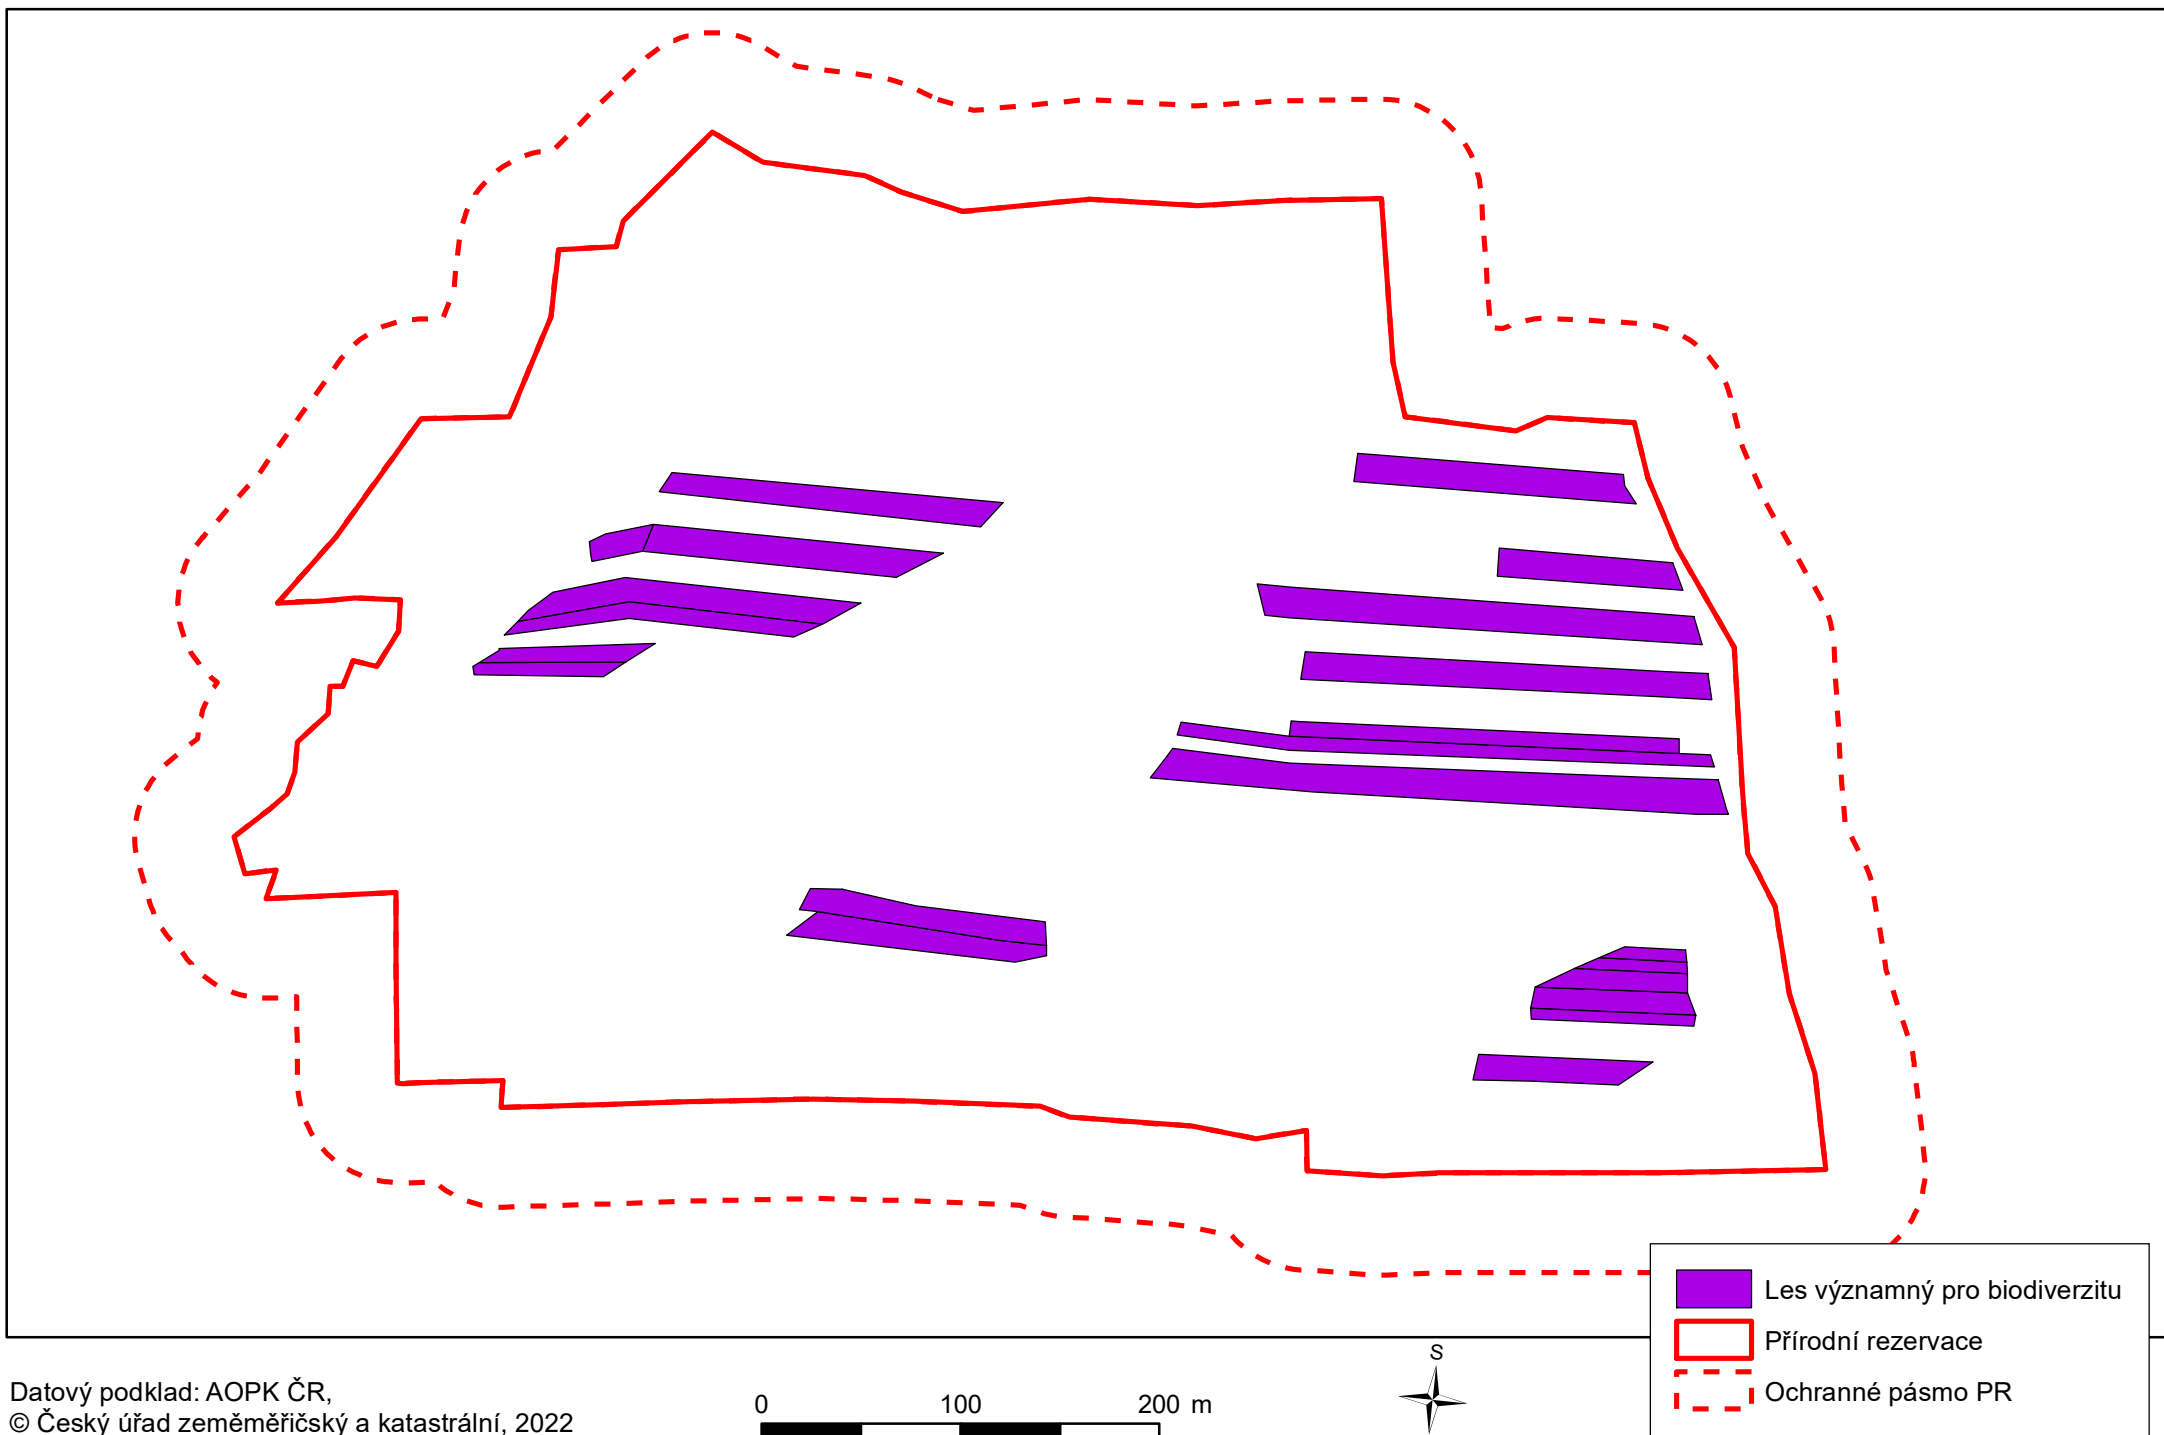 Les významný pro biodiverzitu
Přírodní rezervace
Ochranné pásmo PR
S
0 100 200 m
Datový podklad: AOPK ČR,
© Český úřad zeměměřičský a katastrální, 2022